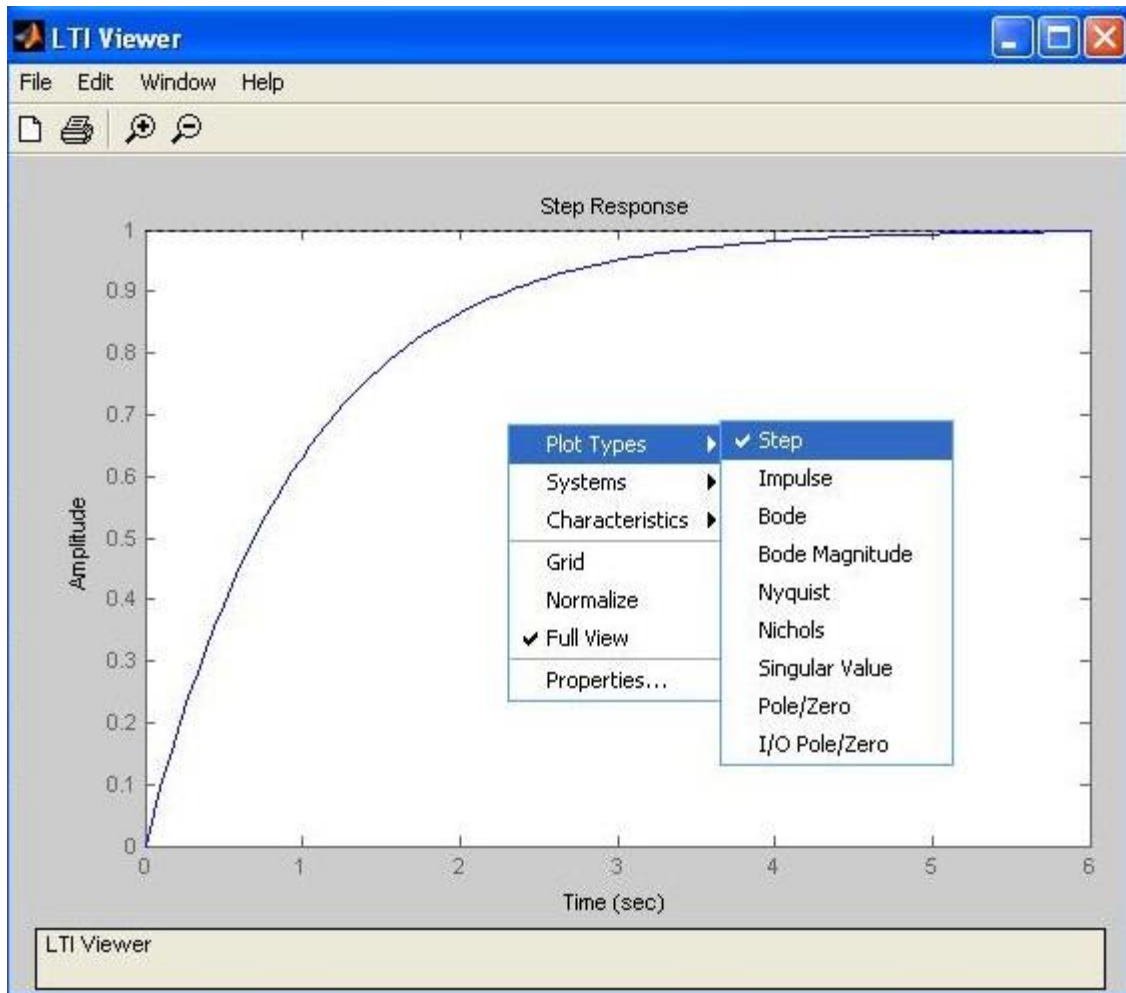 LTI Viewer
File Edit Window Help
Step Response
1
0.9
0.8
0.7
0.6
0.5
0.4
0.3
0.2
0.1
0
Amplitude
Plot Types
Systems
Characteristics
Grid
Normalize
Full View
Properties...
Step
Impulse
Bode
Bode Magnitude
Nyquist
Nichols
Singular Value
Pole/Zero
I/O Pole/Zero
0 1 2 3 4 5 6
Time (sec)
LTI Viewer